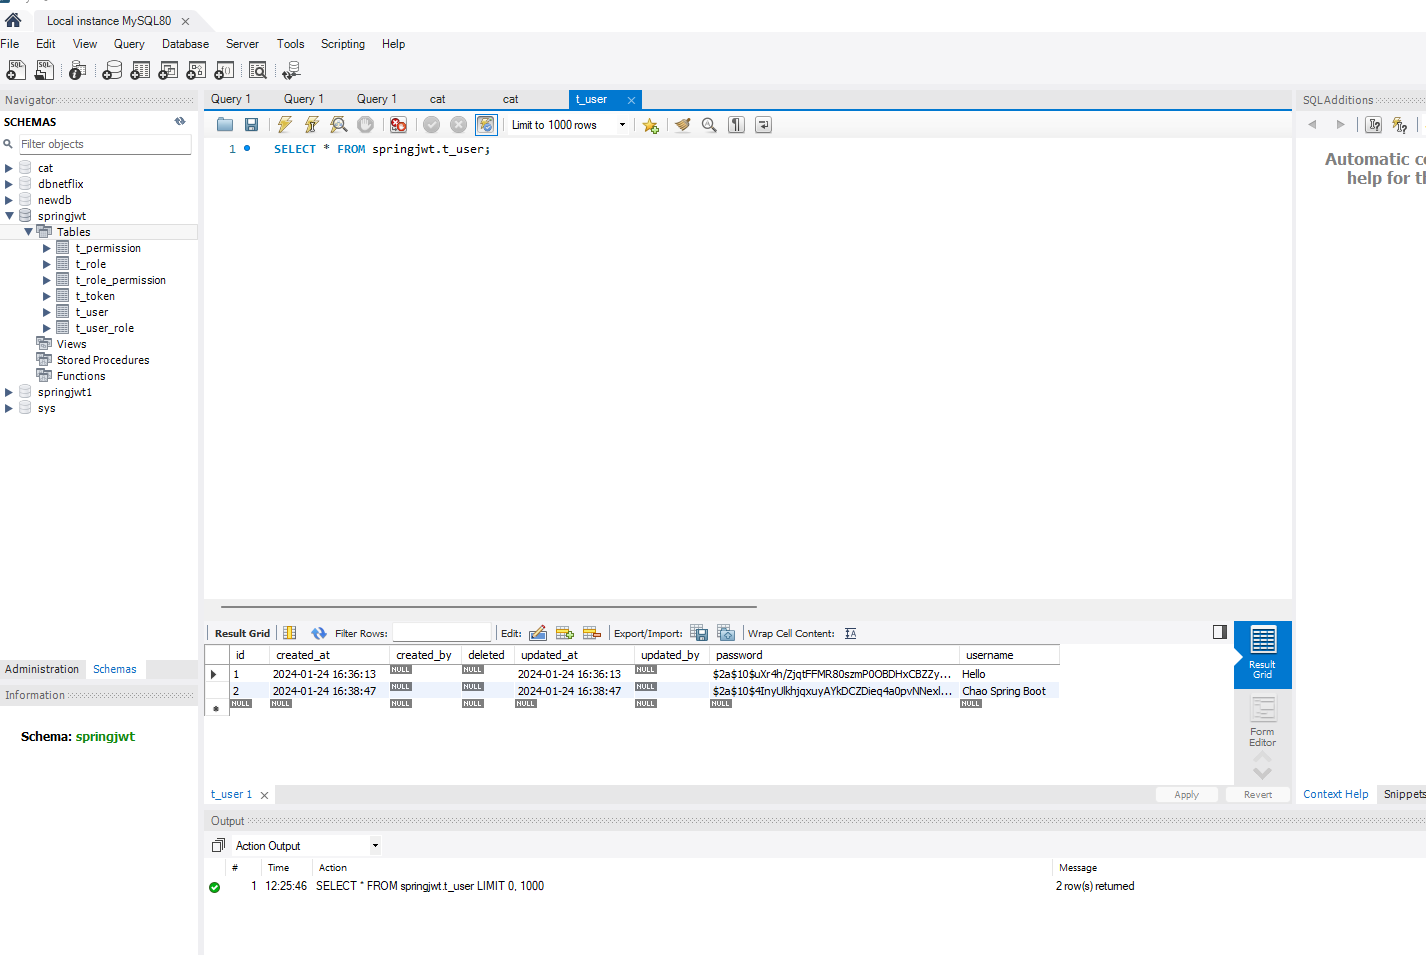 Local instance MySQL80
File Edit View Query Database Server Tools Scripting Help
Navigator
SCHEMAS
Filter objects
cat
dbnetflix
newdb
springjwt
Tables
t_permission
t_role
t_role_permission
t_token
t_user
t_user_role
Views
Stored Procedures
Functions
springjwt1
sys
Administration Schemas
Information
Schema: springjwt
Query 1 Query 1 Query 1 cat cat t_user
Limit to 1000 rows
1 SELECT * FROM springjwt.t_user;
Result Grid Filter Rows: Edit: Export/Import: Wrap Cell Content:
id created_at created_by deleted updated_at updated_by password username
1 2024-01-24 16:36:13 NULL NULL 2024-01-24 16:36:13 NULL $2a$10$uXr4h/ZjqtFFMR80szmP0OBDHxCBZZy... Hello
2 2024-01-24 16:38:47 NULL NULL 2024-01-24 16:38:47 NULL $2a$10$4InyUlkhjqxuyAYkDCZDieq4a0pvNNexl... Chao Spring Boot
NULL NULL NULL NULL NULL NULL NULL NULL
Result
Grid
Form
Editor
t_user 1
Apply Revert
Output
Action Output
# Time Action Message
1 12:25:46 SELECT * FROM springjwt.t_user LIMIT 0, 1000 2 row(s) returned
SQLAdditions
Automatic co
help for th
Context Help Snippets